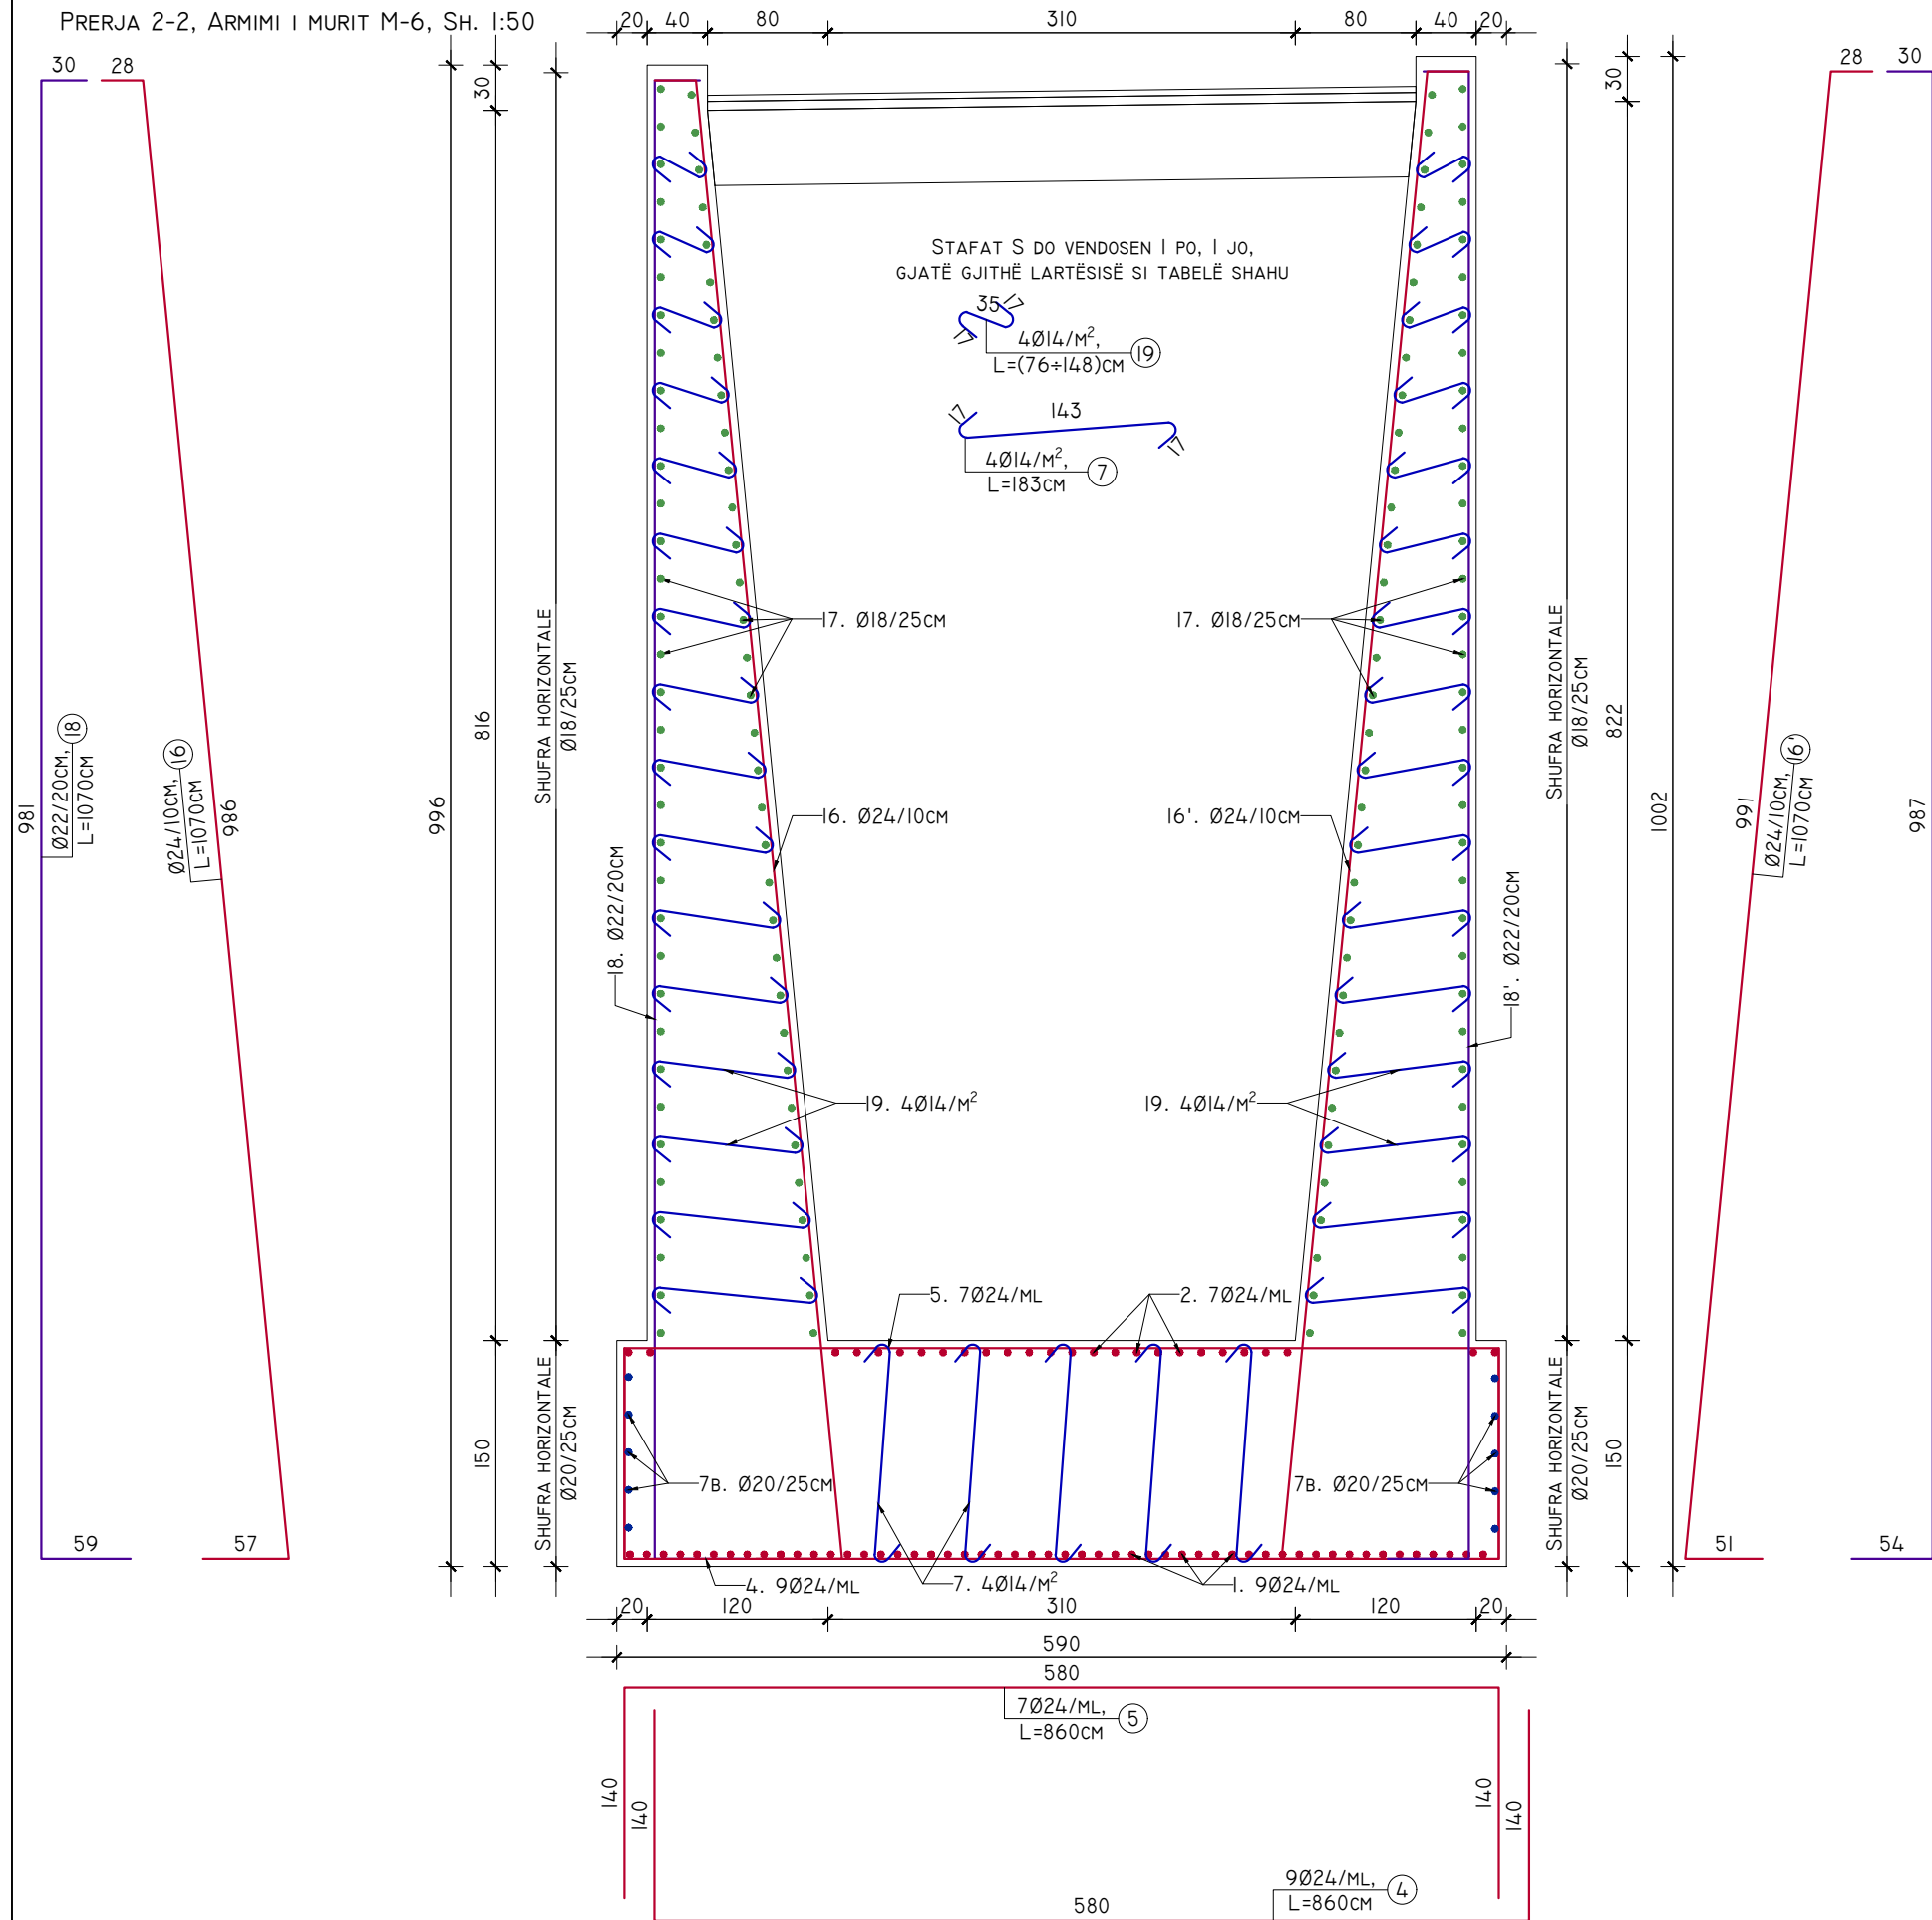 Prerja 2-2, Armimi i murit M-6, Sh. 1:50
20 40 80 310 80 40 20
30 28
28 30
30
30
Stafat S do vendosen 1 po, 1 jo,
gjatë gjithë lartësisë si tabelë shahu
35 17
17
4Ø14/m², 19
L=(76÷148)cm
17 143 17
4Ø14/m², 7
L=183cm
17. Ø18/25cm
17. Ø18/25cm
Shufra horizontale
Ø18/25cm
Shufra horizontale
Ø18/25cm
981
Ø22/20cm, 18
L=1070cm
Ø24/10cm, 16
L=1070cm
986
996
816
822
1002
991
Ø24/10cm, 16'
L=1070cm
987
16. Ø24/10cm
16'. Ø24/10cm
18. Ø22/20cm
18'. Ø22/20cm
19. 4Ø14/m²
19. 4Ø14/m²
5. 7Ø24/ml
2. 7Ø24/ml
150
Shufra horizontale
Ø20/25cm
7b. Ø20/25cm
7b. Ø20/25cm
Shufra horizontale
Ø20/25cm
150
59 57
51 54
4. 9Ø24/ml
7. 4Ø14/m²
1. 9Ø24/ml
20 120 310 120 20
590
580
7Ø24/ml, 5
L=860cm
140
140
140
140
9Ø24/ml, 4
L=860cm
580